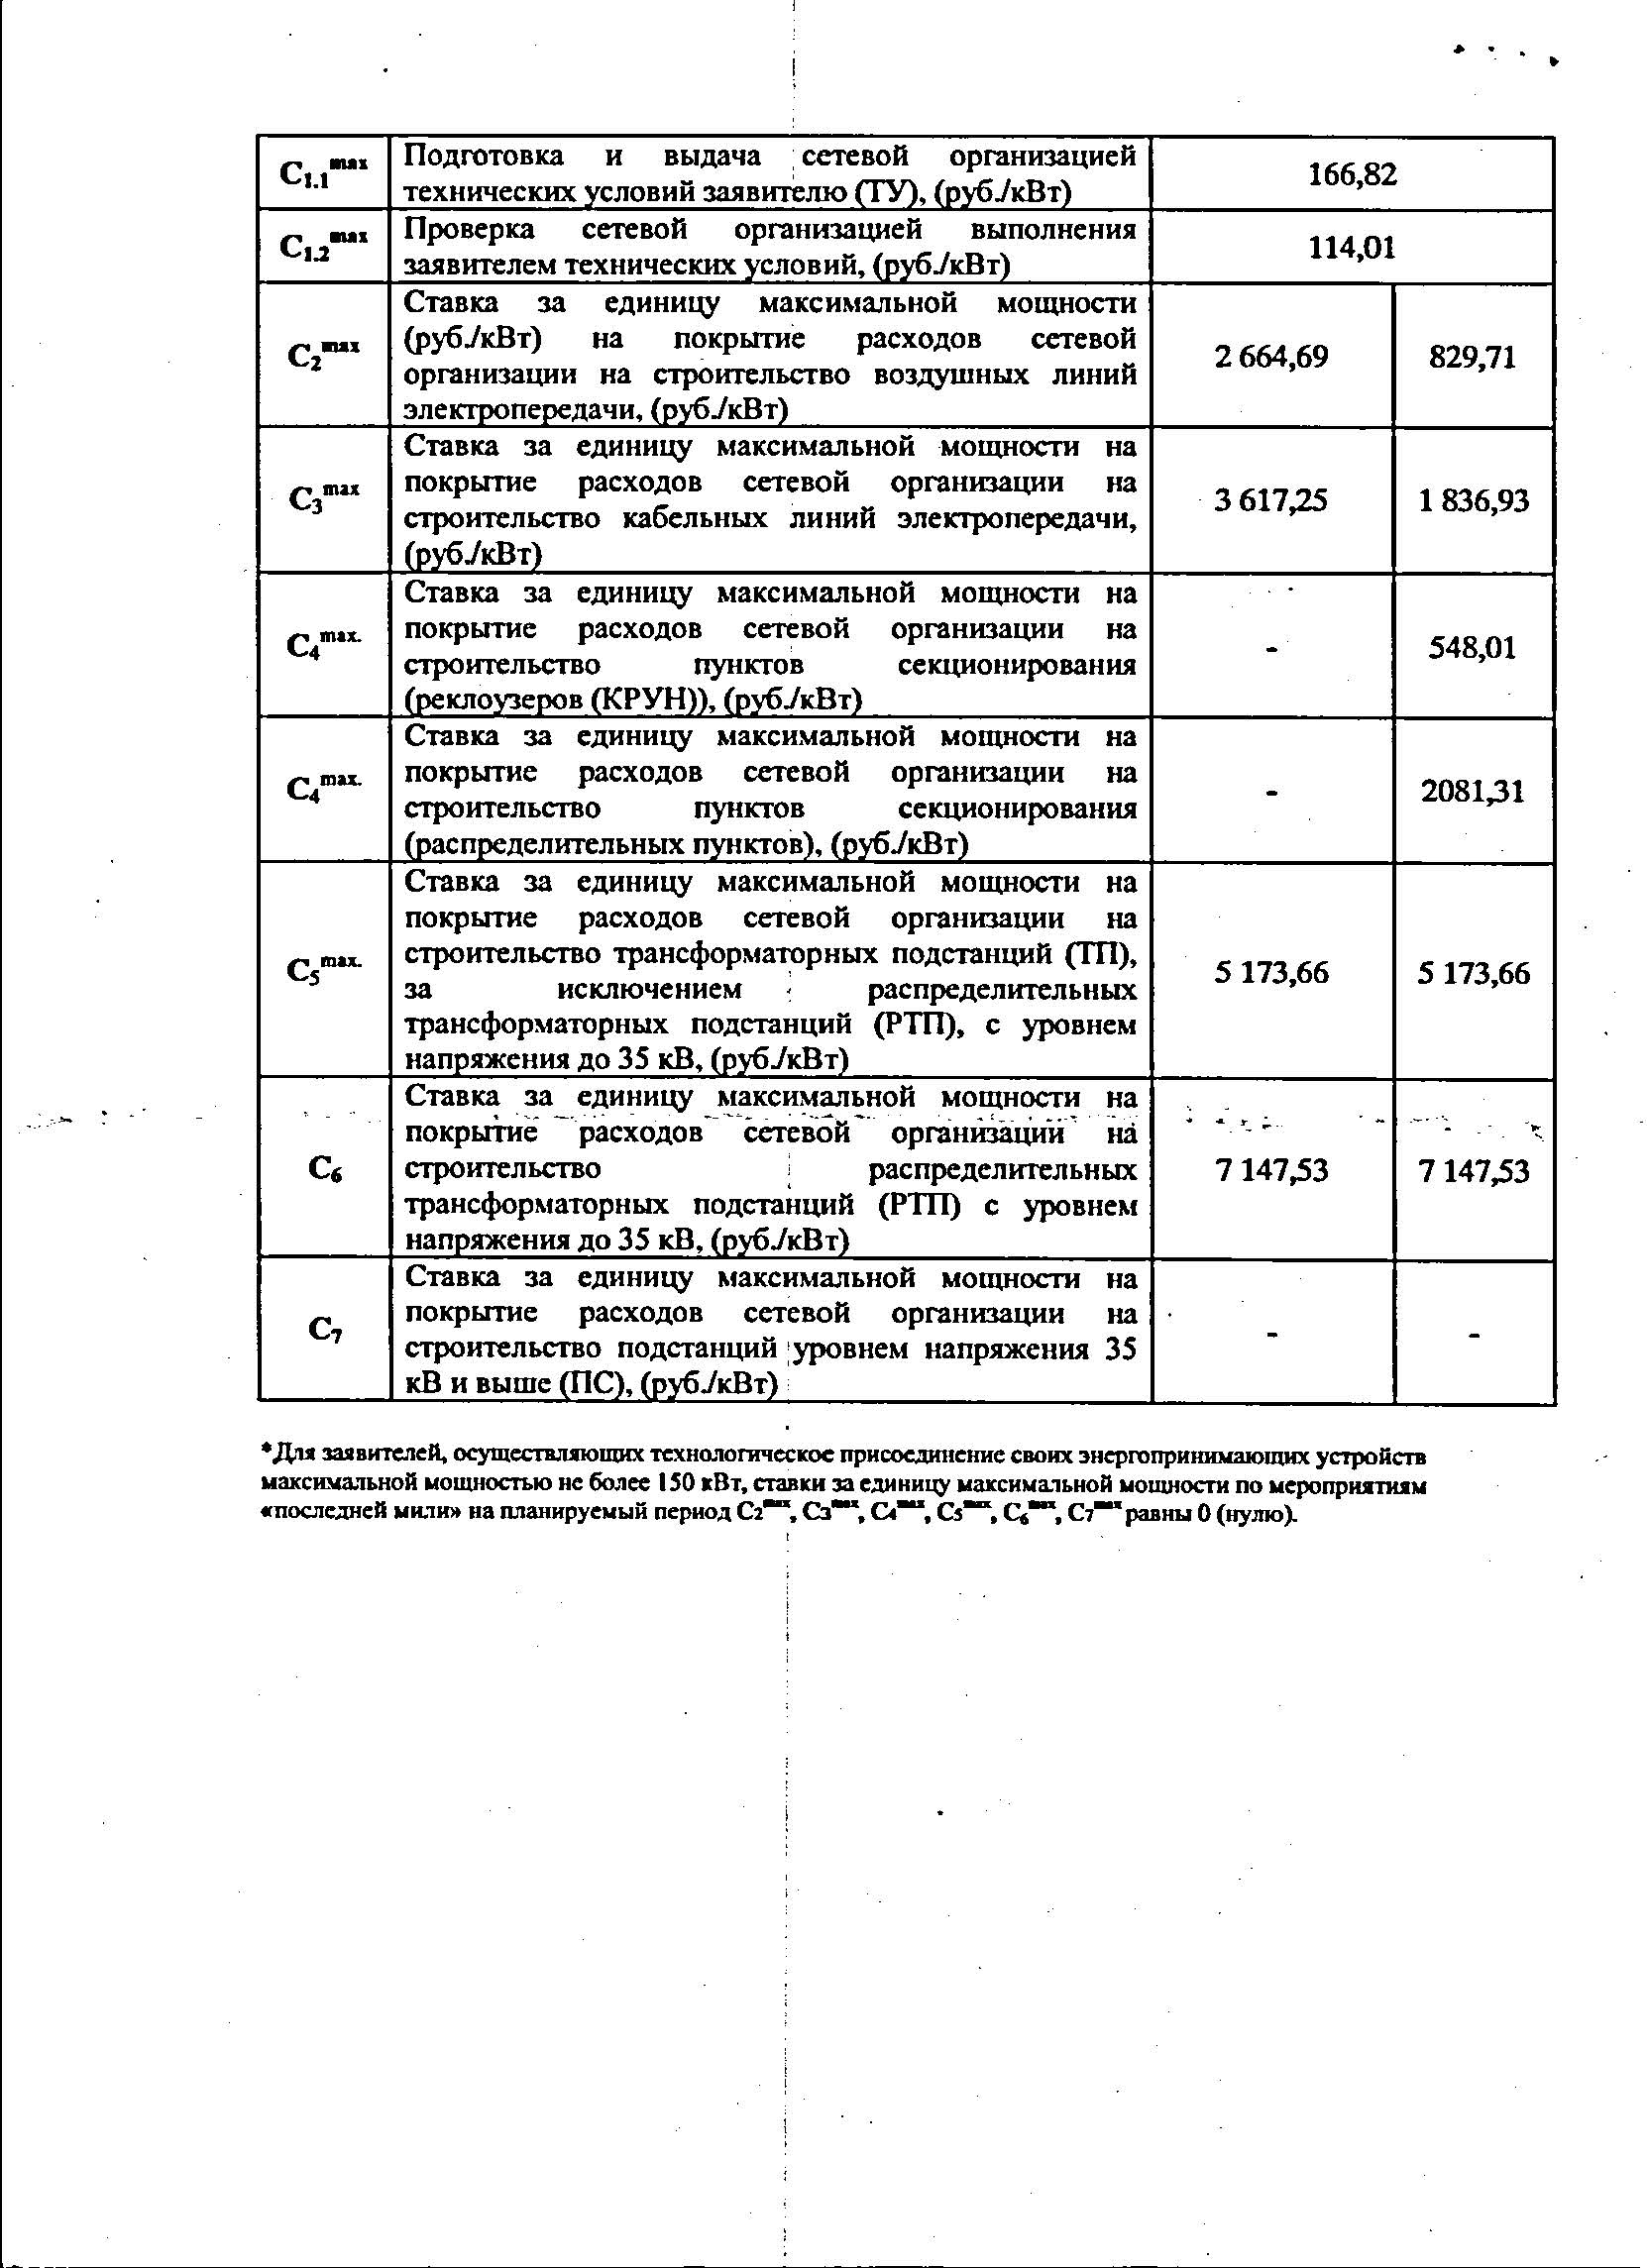 C1.1max Подготовка и выдача сетевой организацией
технических условий заявителю (ТУ), (руб./кВт)
166,82
C1.2max Проверка сетевой организацией выполнения
заявителем технических условий, (руб./кВт)
114,01
C2max Ставка за единицу максимальной мощности
(руб./кВт) на покрытие расходов сетевой
организации на строительство воздушных линий
электропередачи, (руб./кВт)
2 664,69 829,71
C3max Ставка за единицу максимальной мощности на
покрытие расходов сетевой организации на
строительство кабельных линий электропередачи,
(руб./кВт)
3 617,25 1 836,93
C4max. Ставка за единицу максимальной мощности на
покрытие расходов сетевой организации на
строительство пунктов секционирования
(реклоузеров (КРУН)), (руб./кВт)
- 548,01
C4max. Ставка за единицу максимальной мощности на
покрытие расходов сетевой организации на
строительство пунктов секционирования
(распределительных пунктов), (руб./кВт)
- 2081,31
C5max. Ставка за единицу максимальной мощности на
покрытие расходов сетевой организации на
строительство трансформаторных подстанций (ТП),
за исключением распределительных
трансформаторных подстанций (РТП), с уровнем
напряжения до 35 кВ, (руб./кВт)
5 173,66 5 173,66
C6 Ставка за единицу максимальной мощности на
покрытие расходов сетевой организации на
строительство распределительных
трансформаторных подстанций (РТП) с уровнем
напряжения до 35 кВ, (руб./кВт)
7 147,53 7 147,53
C7 Ставка за единицу максимальной мощности на
покрытие расходов сетевой организации на
строительство подстанций уровнем напряжения 35
кВ и выше (ПС), (руб./кВт)
- -
*Для заявителей, осуществляющих технологическое присоединение своих энергопринимающих устройств
максимальной мощностью не более 150 кВт, ставки за единицу максимальной мощности по мероприятиям
«последней мили» на планируемый период C2max, C3max, C4max, C5max, C6max, C7max равны 0 (нулю).